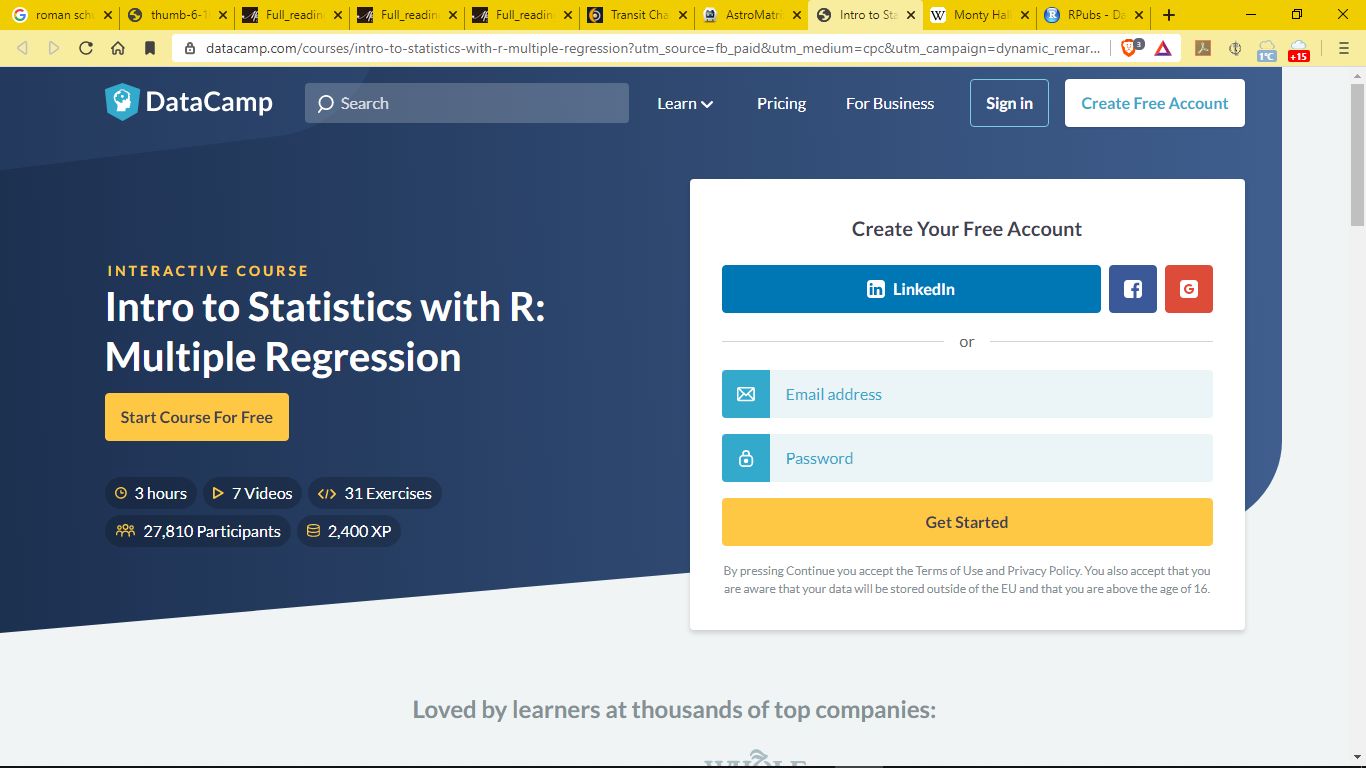 roman schu
thumb-6-1
Full_readin
Full_readin
Full_readin
Transit Cha
AstroMatri
Intro to Sta
Monty Hall
RPubs - Da
datacamp.com/courses/intro-to-statistics-with-r-multiple-regression?utm_source=fb_paid&utm_medium=cpc&utm_campaign=dynamic_remar...
3
1°C
+15
DataCamp
Search
Learn
Pricing
For Business
Sign in
Create Free Account
INTERACTIVE COURSE
Intro to Statistics with R:
Multiple Regression
Start Course For Free
3 hours
7 Videos
31 Exercises
27,810 Participants
2,400 XP
Create Your Free Account
LinkedIn
or
Email address
Password
Get Started
By pressing Continue you accept the Terms of Use and Privacy Policy. You also accept that you
are aware that your data will be stored outside of the EU and that you are above the age of 16.
Loved by learners at thousands of top companies: